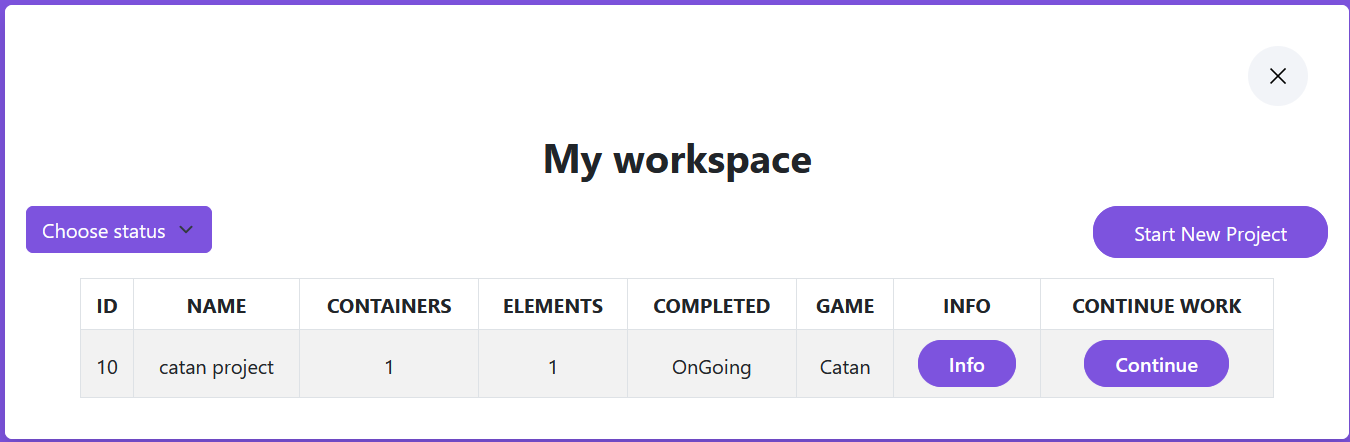 My workspace
Choose status
Start New Project
ID NAME CONTAINERS ELEMENTS COMPLETED GAME INFO CONTINUE WORK
10 catan project 1 1 OnGoing Catan Info Continue